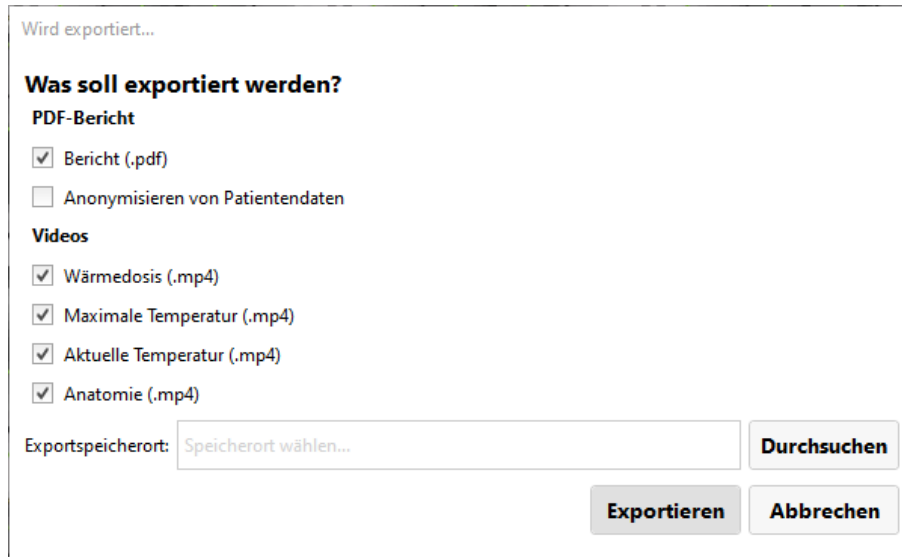 Wird exportiert...
Was soll exportiert werden?
PDF-Bericht
Bericht (.pdf)
Anonymisieren von Patientendaten
Videos
Wärmedosis (.mp4)
Maximale Temperatur (.mp4)
Aktuelle Temperatur (.mp4)
Anatomie (.mp4)
Exportspeicherort: Speicherort wählen... Durchsuchen
Exportieren Abbrechen